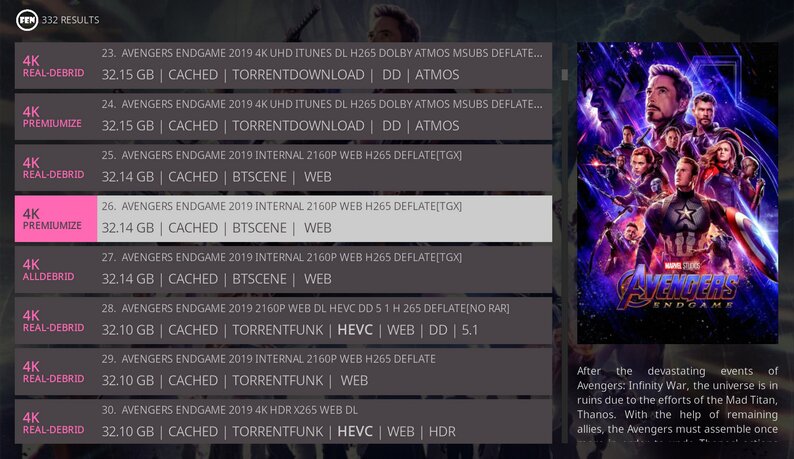 FEN 332 RESULTS
4K
REAL-DEBRID
23. AVENGERS ENDGAME 2019 4K UHD ITUNES DL H265 DOLBY ATMOS MSUBS DEFLATE...
32.15 GB | CACHED | TORRENTDOWNLOAD | DD | ATMOS
4K
PREMIUMIZE
24. AVENGERS ENDGAME 2019 4K UHD ITUNES DL H265 DOLBY ATMOS MSUBS DEFLATE...
32.15 GB | CACHED | TORRENTDOWNLOAD | DD | ATMOS
4K
REAL-DEBRID
25. AVENGERS ENDGAME 2019 INTERNAL 2160P WEB H265 DEFLATE[TGX]
32.14 GB | CACHED | BTSCENE | WEB
4K
PREMIUMIZE
26. AVENGERS ENDGAME 2019 INTERNAL 2160P WEB H265 DEFLATE[TGX]
32.14 GB | CACHED | BTSCENE | WEB
4K
ALLDEBRID
27. AVENGERS ENDGAME 2019 INTERNAL 2160P WEB H265 DEFLATE[TGX]
32.14 GB | CACHED | BTSCENE | WEB
4K
REAL-DEBRID
28. AVENGERS ENDGAME 2019 2160P WEB DL HEVC DD 5 1 H 265 DEFLATE[NO RAR]
32.10 GB | CACHED | TORRENTFUNK | HEVC | WEB | DD | 5.1
4K
REAL-DEBRID
29. AVENGERS ENDGAME 2019 INTERNAL 2160P WEB H265 DEFLATE
32.10 GB | CACHED | TORRENTFUNK | WEB
4K
REAL-DEBRID
30. AVENGERS ENDGAME 2019 4K HDR X265 WEB DL
32.10 GB | CACHED | TORRENTFUNK | HEVC | WEB | HDR
MARVEL STUDIOS
AVENGERS
ENDGAME
After the devastating events of
Avengers: Infinity War, the universe is in
ruins due to the efforts of the Mad Titan,
Thanos. With the help of remaining
allies, the Avengers must assemble once